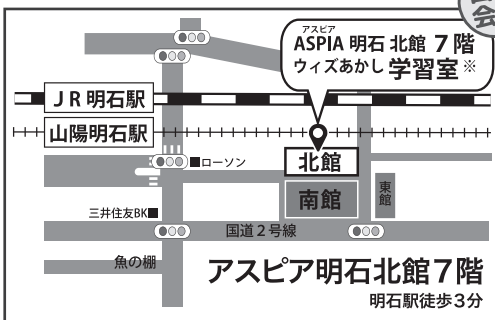 会
アスピア
ASPIA 明石 北館 7階
ウィズあかし 学習室※
JR 明石駅
山陽明石駅
■ローソン
北館
南館
東館
三井住友BK■
国道2号線
魚の棚
アスピア明石北館7階
明石駅徒歩3分